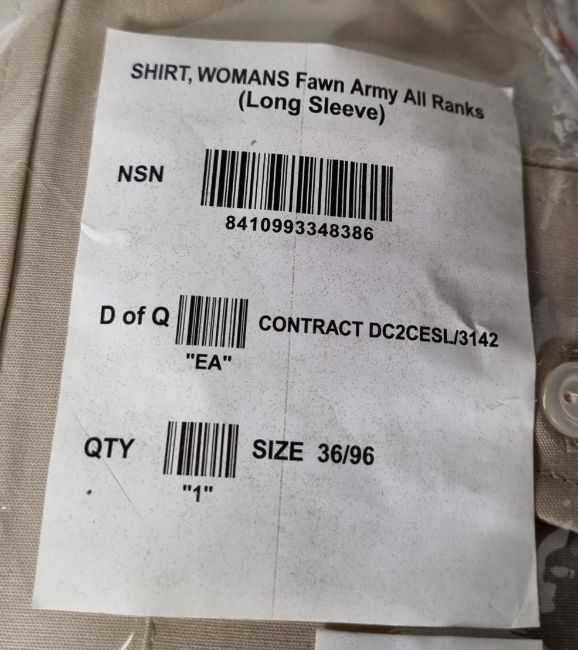 SHIRT, WOMANS Fawn Army All Ranks
(Long Sleeve)
NSN
8410993348386
D of Q
CONTRACT DC2CESL/3142
"EA"
QTY
SIZE 36/96
"1"